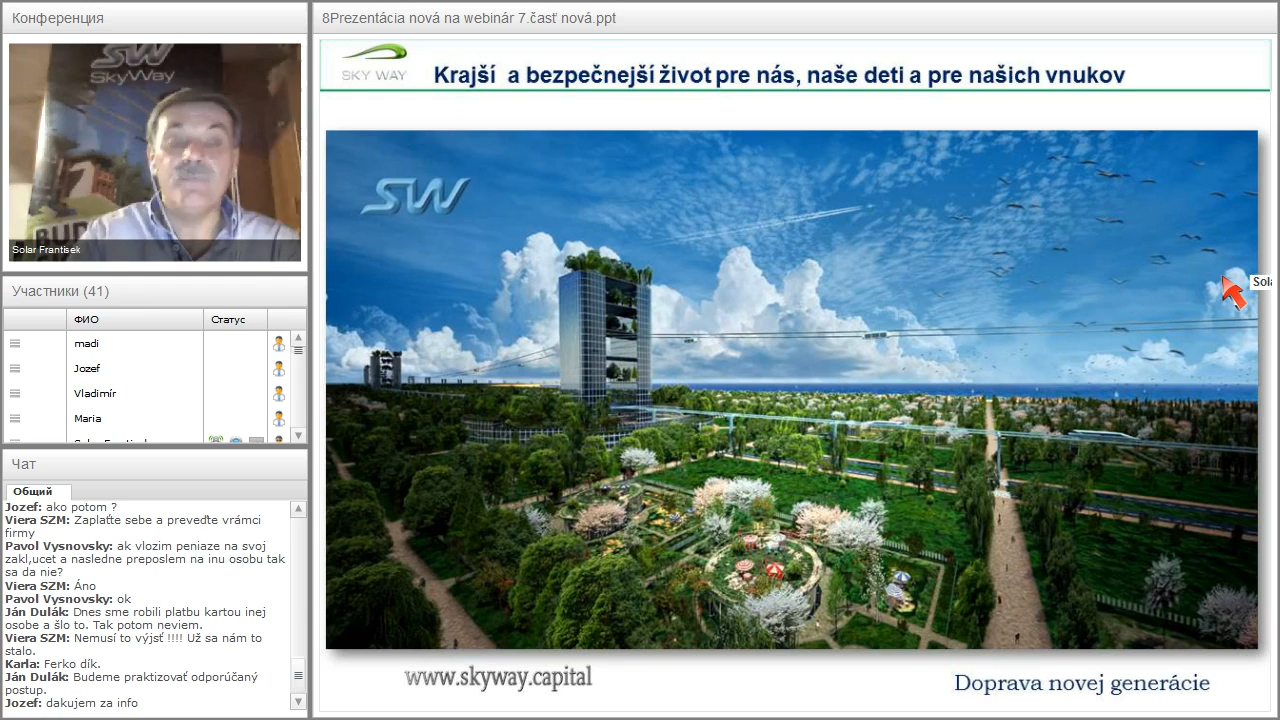 Конференция
SW
SkyWay
BUD
Solar Frantisek
Участники (41)
ФИО
Статус
madi
Jozef
Vladimír
Maria
Чат
Общий
Jozef: ako potom ?
Viera SZM: Zaplaťte sebe a preveďte vrámci
firmy
Pavol Vysnovsky: ak vlozim peniaze na svoj
zakl,ucet a nasledne preposlem na inu osobu tak
sa da nie?
Viera SZM: Áno
Pavol Vysnovsky: ok
Ján Dulák: Dnes sme robili platbu kartou inej
osobe a šlo to. Tak potom neviem.
Viera SZM: Nemusí to výjsť !!!! Už sa nám to
stalo.
Karla: Ferko dík.
Ján Dulák: Budeme praktizovať odporúčaný
postup.
Jozef: dakujem za info
8Prezentácia nová na webinár 7.časť nová.ppt
SKY WAY
Krajší a bezpečnejší život pre nás, naše deti a pre našich vnukov
SW
www.skyway.capital
Doprava novej generácie